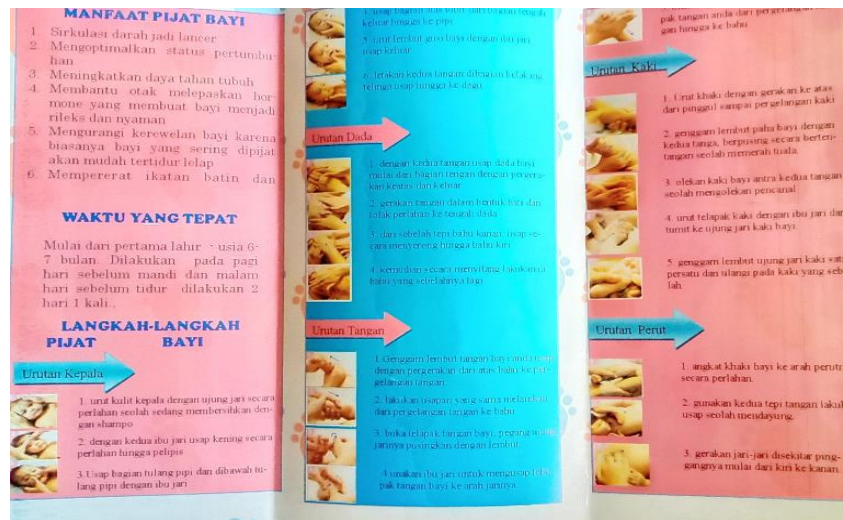 MANFAAT PIJAT BAYI
1. Sirkulasi darah jadi lancer
2. Mengoptimalkan status pertumbu-
han
3. Meningkatkan daya tahan tubuh
4. Membantu otak melepaskan hor-
mone yang membuat bayi menjadi
rileks dan nyaman
5. Mengurangi kerewelan bayi karena
biasanya bayi yang sering dipijat
akan mudah tertidur lelap
6. Mempererat ikatan batin dan
WAKTU YANG TEPAT
Mulai dari pertama lahir - usia 6-
7 bulan. Dilakukan pada pagi
hari sebelum mandi dan malam
hari sebelum tidur dilakukan 2
hari 1 kali..
LANGKAH-LANGKAH
PIJAT BAYI
Urutan Kepala
1. urut kulit kepala dengan ujung jari secara
perlahan seolah sedang membersihkan den-
gan shampo
2. dengan kedua ibu jari usap kening secara
perlahan hingga pelipis
3.Usap bagian tulang pipi dan dibawah tu-
lang pipi dengan ibu jari
keluar hingga ke pipi
5. urut lembut gusi bayi dengan ibu jari
usap keluar
6. letakan kedua tangan dibagian belakang
telinga usap hingga ke dagu
Urutan Dada
1. dengan kedua tangan usap dada bayi
mulai dari bagian tengah dengan pergera-
kan keatas dan keluar
2. gerakan tangan dalam bentuk hati dan
tolak perlahan ke tengah dada
3. dari sebelah tepi bahu kanan, usap se-
cara menyereng hingga bahu kiri
4. kemudian secara menyilang lakukan di
bahu yang sebelahnya lagi
Urutan Tangan
1.Genggam lembut tangan bayi anda
dengan pergerakan dari atas bahu ke per-
gelangan tangan.
2. lakukan usapan yang sama melainkan
dari pergelangan tangan ke bahu
3. buka telapak tangan bayi, pegang
jarinya pusingkan dengan lembut.
4.unakan ibu jari untuk mengusap
pak tangan bayi ke arah jarinya.
pak tangan anda dari
gan hingga ke bahu
Urutan Kaki
1. Urut khaki dengan gerakan ke atas
dari pinggul sampai pergelangan kaki
2. genggam lembut paha bayi dengan
kedua tanga, berpusing secara berten-
tangan seolah memerah tuala.
3. olekan kaki bayi antra kedua tangan
seolah mengolekan pencanal
4. urut telapak kaki dengan ibu jari dar
tumit ke ujung jari kaki bayi.
5. genggam lembut ujung jari kaki sat
persatu dan ulangi pada kaki yang seb
lah
Urutan Perut
1. angkat khaki bayi ke arah perutn
secara perlahan.
2. gunakan kedua tepi tangan lakuk
usap seolah mendayung.
3. gerakan jari-jari disekitar ping-
gangnya mulai dari kiri ke kanan.